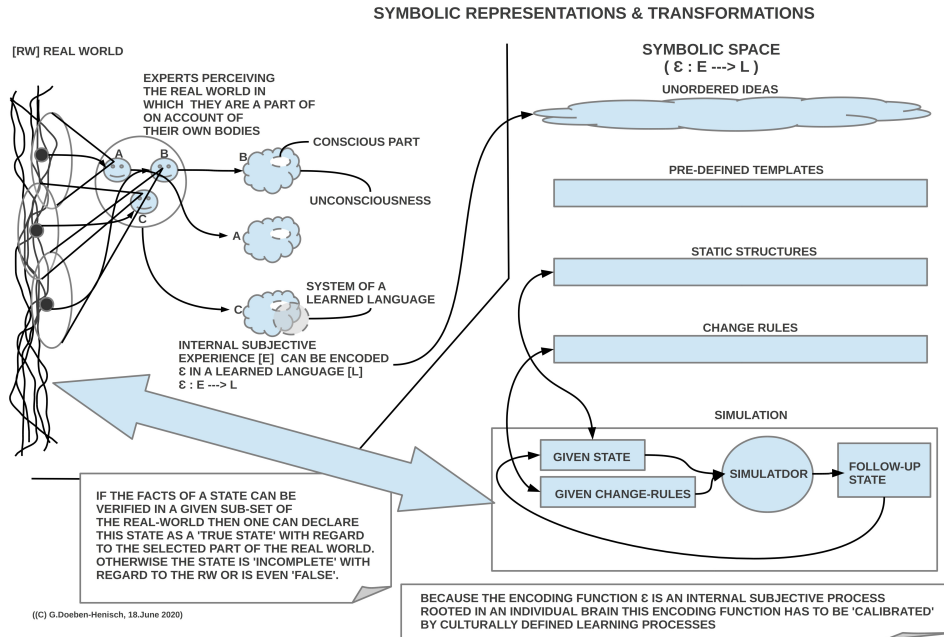 SYMBOLIC REPRESENTATIONS & TRANSFORMATIONS
[RW] REAL WORLD
EXPERTS PERCEIVING
THE REAL WORLD IN
WHICH THEY ARE A PART OF
ON ACCOUNT OF
THEIR OWN BODIES
A
B
C
B
CONSCIOUS PART
UNCONSCIOUSNESS
A
SYSTEM OF A
LEARNED LANGUAGE
C
INTERNAL SUBJECTIVE
EXPERIENCE [E] CAN BE ENCODED
Ɛ IN A LEARNED LANGUAGE [L]
Ɛ : E ---> L
SYMBOLIC SPACE
( Ɛ : E ---> L )
UNORDERED IDEAS
PRE-DEFINED TEMPLATES
STATIC STRUCTURES
CHANGE RULES
SIMULATION
GIVEN STATE
GIVEN CHANGE-RULES
SIMULATDOR
FOLLOW-UP
STATE
IF THE FACTS OF A STATE CAN BE
VERIFIED IN A GIVEN SUB-SET OF
THE REAL-WORLD THEN ONE CAN DECLARE
THIS STATE AS A 'TRUE STATE' WITH REGARD
TO THE SELECTED PART OF THE REAL WORLD.
OTHERWISE THE STATE IS 'INCOMPLETE' WITH
REGARD TO THE RW OR IS EVEN 'FALSE'.
((C) G.Doeben-Henisch, 18.June 2020)
BECAUSE THE ENCODING FUNCTION Ɛ IS AN INTERNAL SUBJECTIVE PROCESS
ROOTED IN AN INDIVIDUAL BRAIN THIS ENCODING FUNCTION HAS TO BE 'CALIBRATED'
BY CULTURALLY DEFINED LEARNING PROCESSES